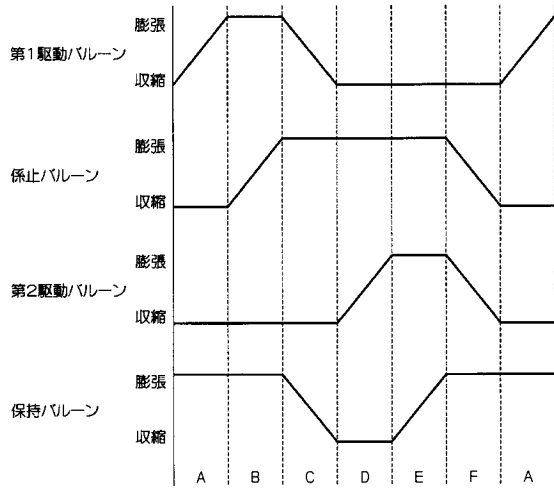 膨張
第1駆動バルーン
収縮
膨張
係止バルーン
収縮
膨張
第2駆動バルーン
収縮
膨張
保持バルーン
収縮
A B C D E F A